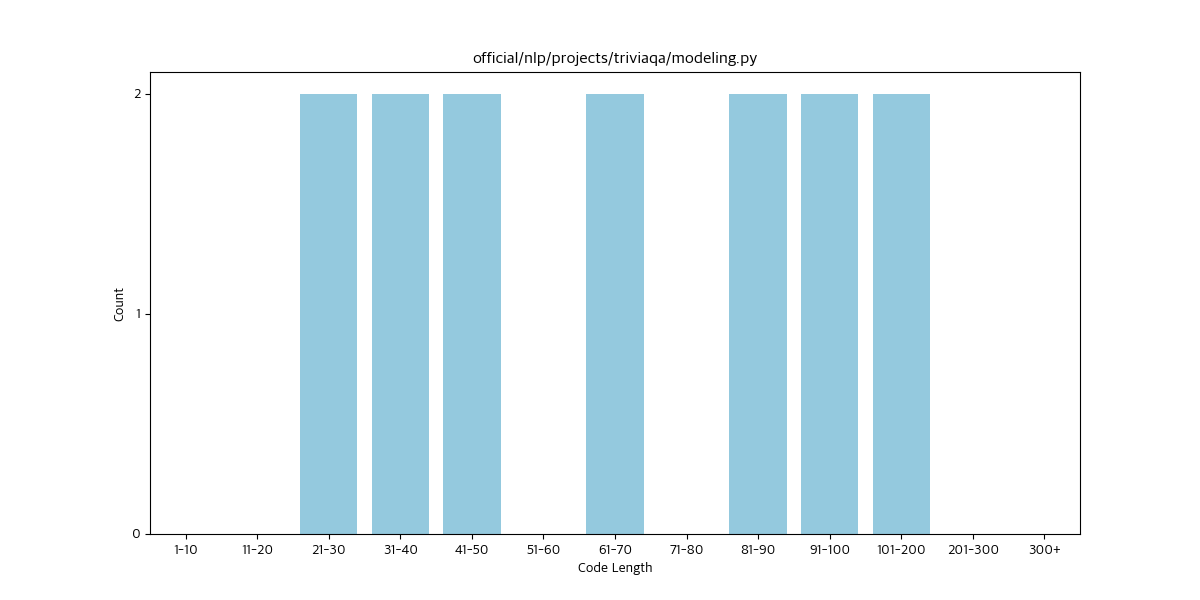 official/nlp/projects/triviaqa/modeling.py
Count
2
1
0
1-10 11-20 21-30 31-40 41-50 51-60 61-70 71-80 81-90 91-100 101-200 201-300 300+
Code Length